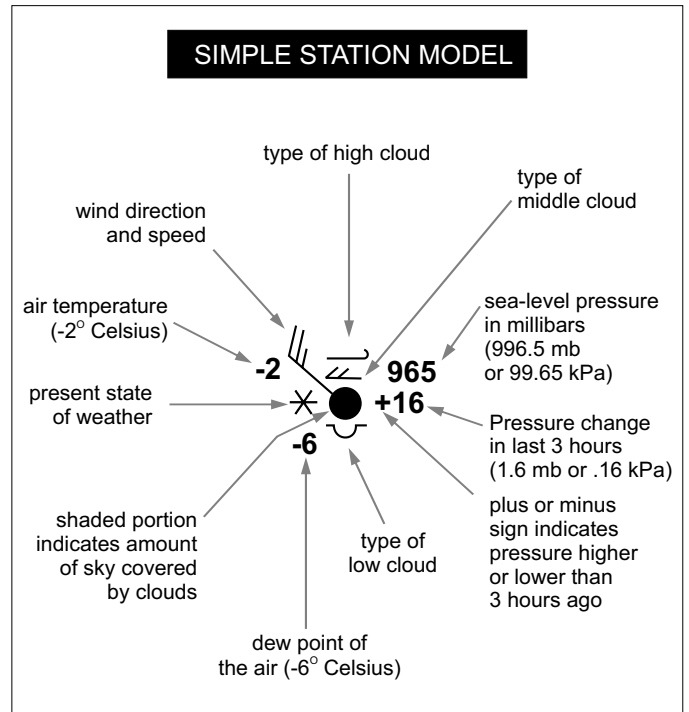 SIMPLE STATION MODEL
type of high cloud
type of
middle cloud
wind direction
and speed
air temperature
(-2° Celsius)
sea-level pressure
in millibars
(996.5 mb
or 99.65 kPa)
-2
965
present state
of weather
+16
Pressure change
in last 3 hours
(1.6 mb or .16 kPa)
-6
shaded portion
indicates amount
of sky covered
by clouds
type of
low cloud
plus or minus
sign indicates
pressure higher
or lower than
3 hours ago
dew point of
the air (-6° Celsius)